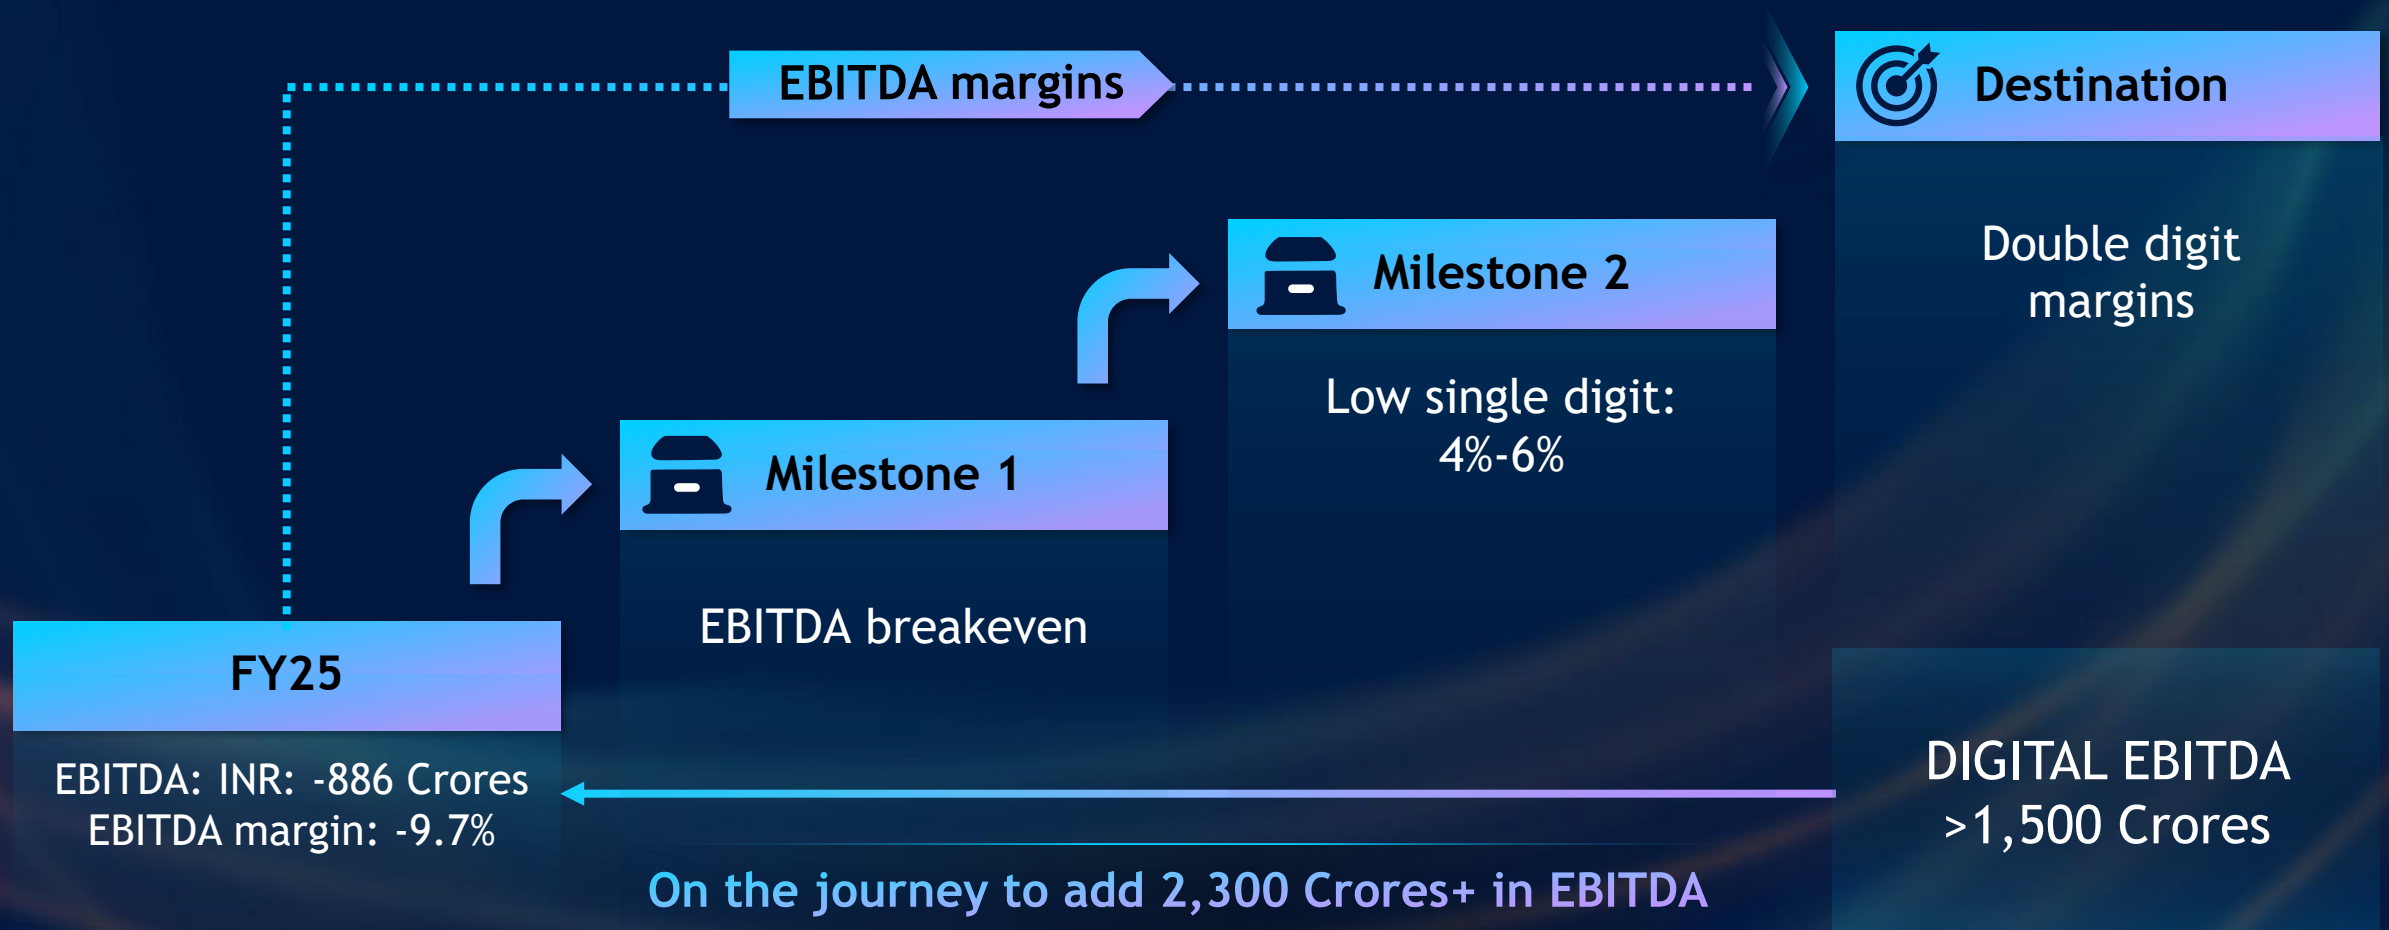 EBITDA margins
Destination
Double digit
margins
Milestone 2
Low single digit:
4%-6%
Milestone 1
EBITDA breakeven
FY25
EBITDA: INR: -886 Crores
EBITDA margin: -9.7%
DIGITAL EBITDA
>1,500 Crores
On the journey to add 2,300 Crores+ in EBITDA